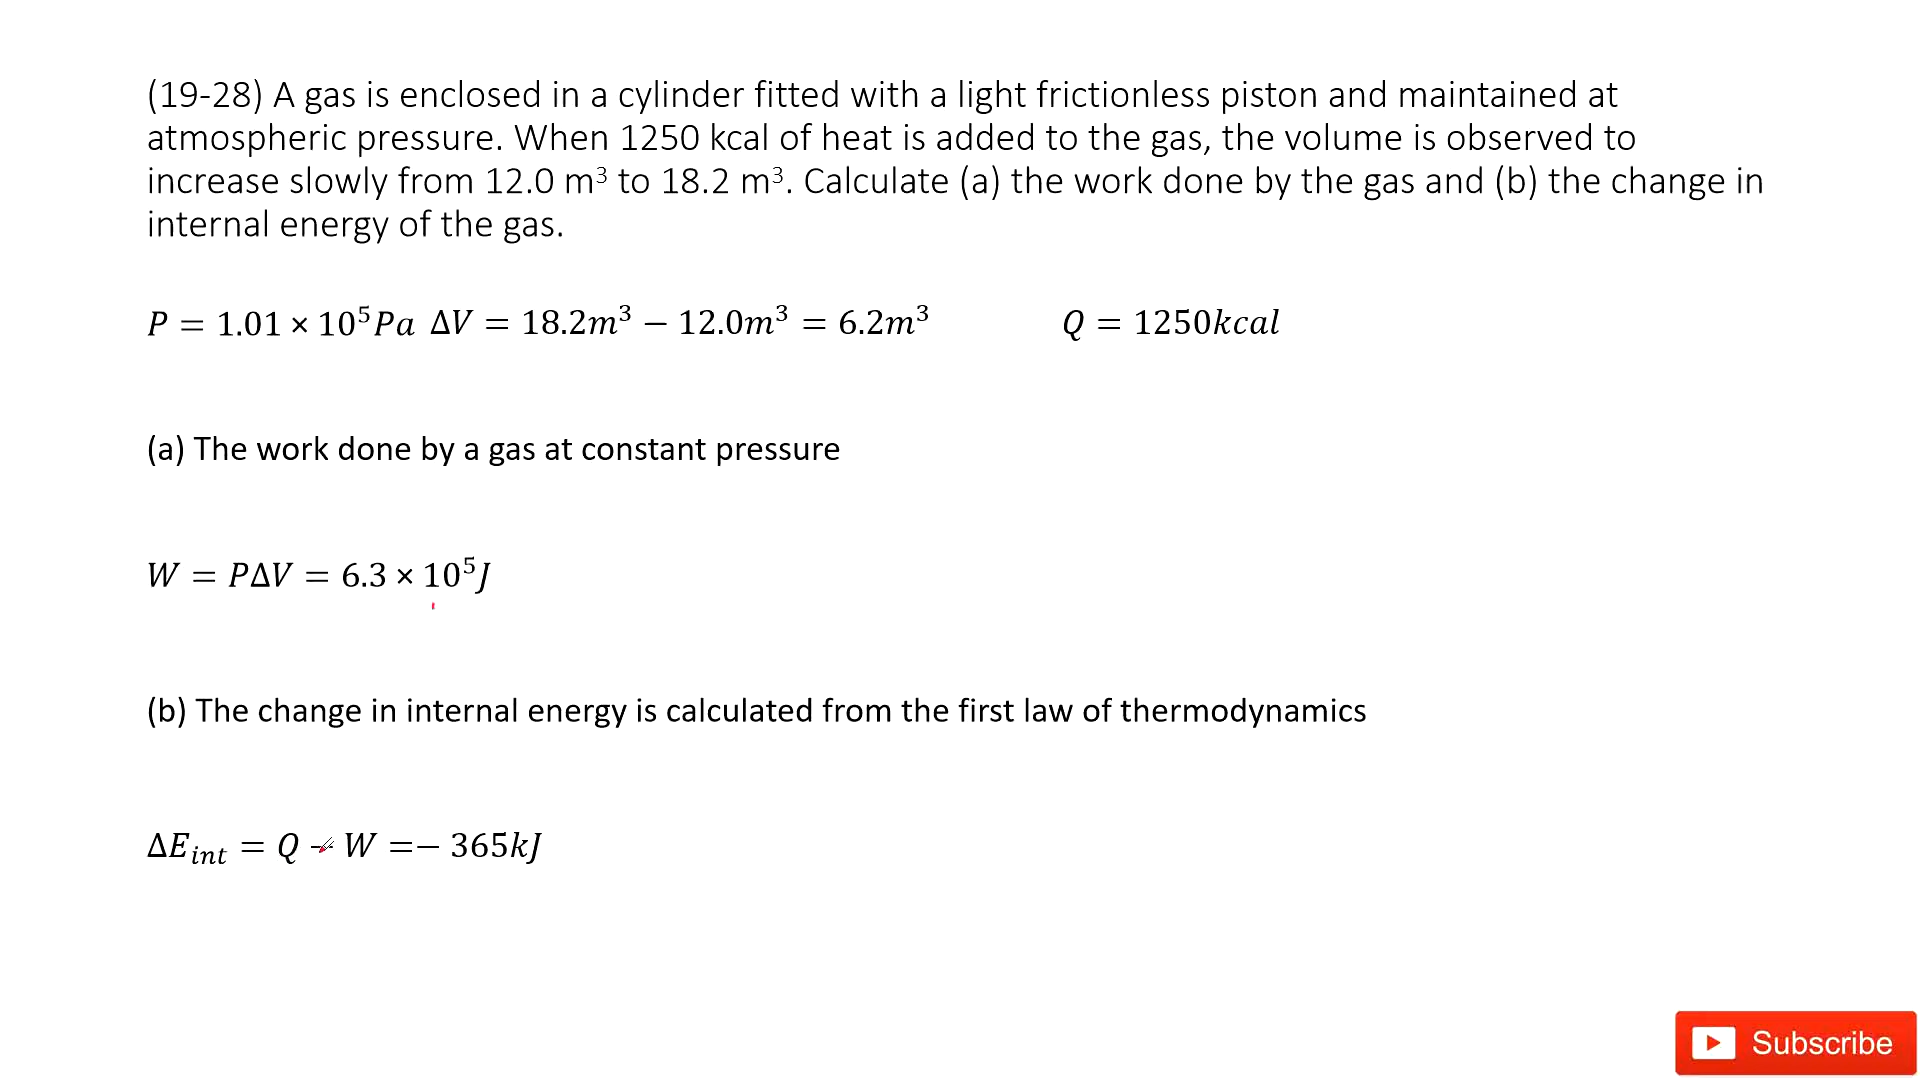 (19-28) A gas is enclosed in a cylinder fitted with a light frictionless piston and maintained at
atmospheric pressure. When 1250 kcal of heat is added to the gas, the volume is observed to
increase slowly from 12.0 m³ to 18.2 m³. Calculate (a) the work done by the gas and (b) the change in
internal energy of the gas.
P = 1.01 × 10⁵Pa ΔV = 18.2m³ − 12.0m³ = 6.2m³ Q = 1250kcal
(a) The work done by a gas at constant pressure
W = PΔV = 6.3 × 10⁵J
(b) The change in internal energy is calculated from the first law of thermodynamics
ΔE_int = Q − W =− 365kJ
Subscribe